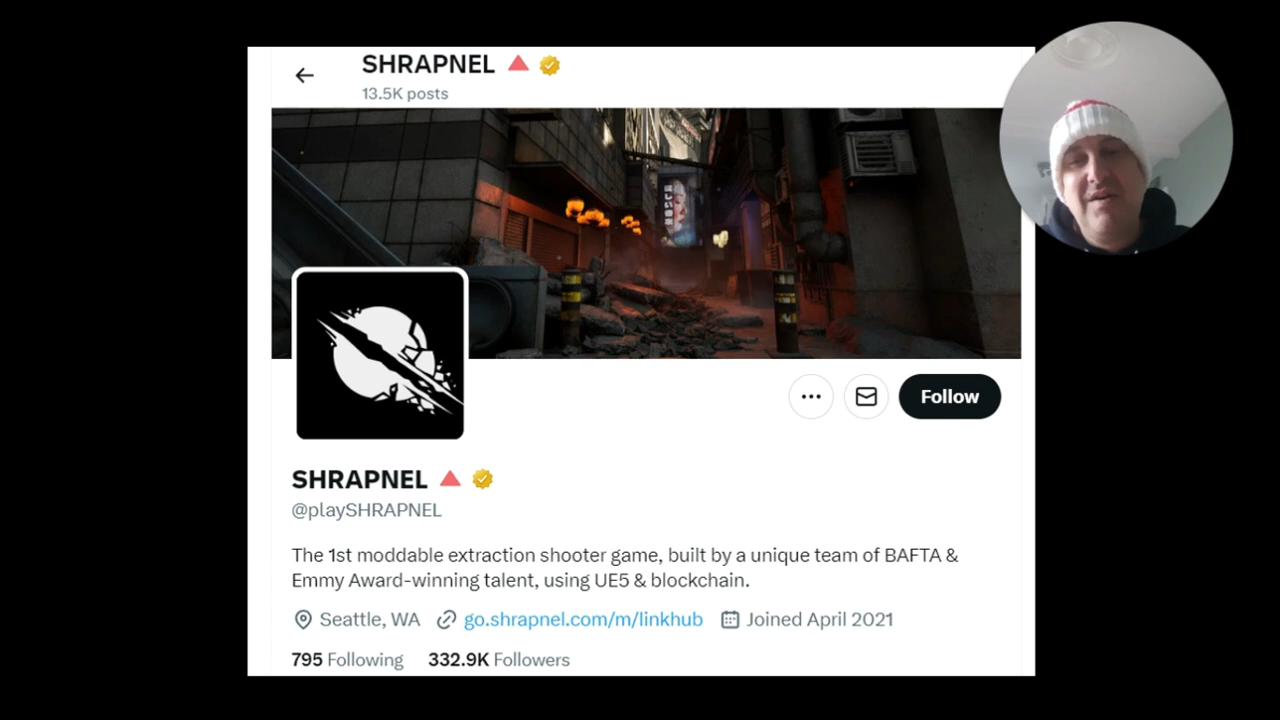 SHRAPNEL
13.5K posts
Follow
SHRAPNEL
@playSHRAPNEL
The 1st moddable extraction shooter game, built by a unique team of BAFTA &
Emmy Award-winning talent, using UE5 & blockchain.
Seattle, WA go.shrapnel.com/m/linkhub Joined April 2021
795 Following 332.9K Followers